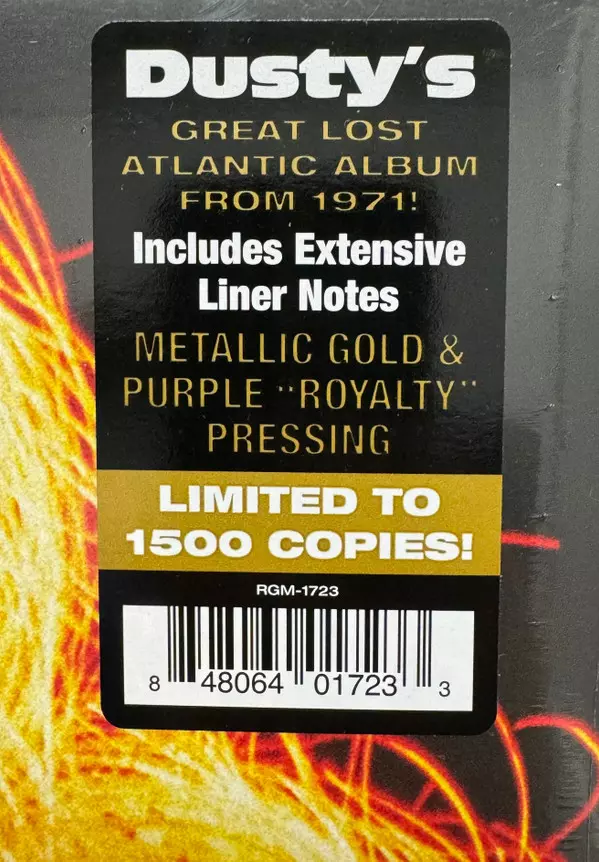 Dusty's
GREAT LOST
ATLANTIC ALBUM
FROM 1971!
Includes Extensive
Liner Notes
METALLIC GOLD &
PURPLE "ROYALTY"
PRESSING
LIMITED TO
1500 COPIES!
RGM-1723
8 48064 01723 3